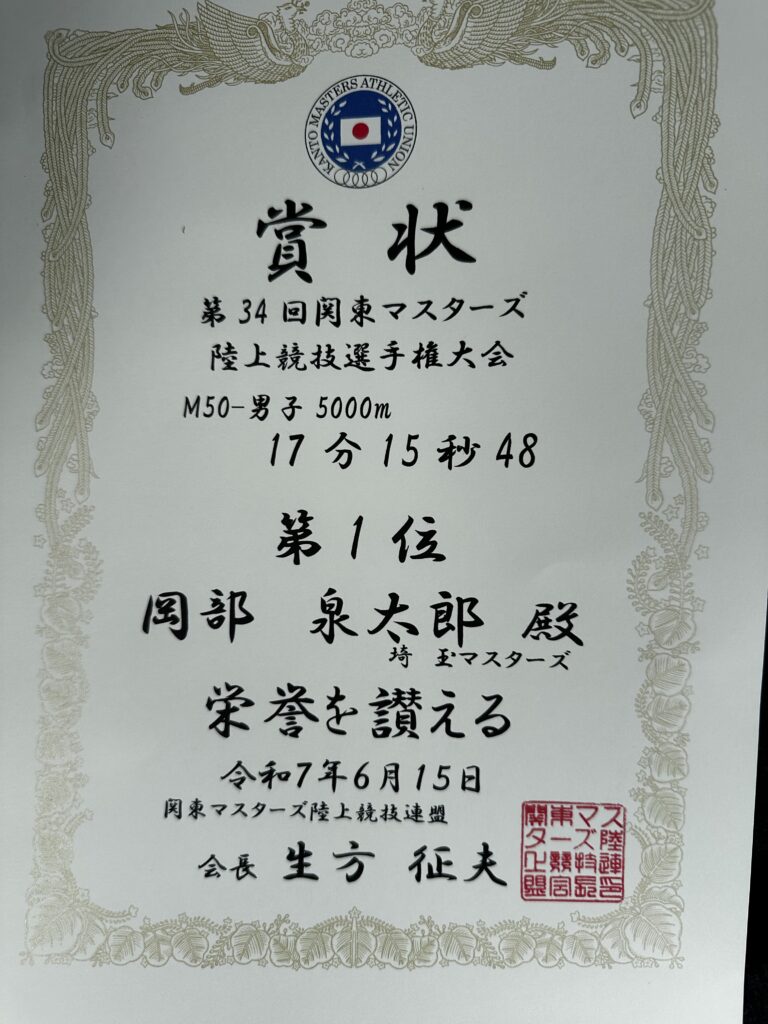 KANTO MASTERS ATHLETIC UNION
賞状
第34回関東マスターズ
陸上競技選手権大会
M50-男子 5000m
17分15秒48
第1位
岡部 泉太郎 殿
埼玉マスターズ
栄誉を讃える
令和7年6月15日
関東マスターズ陸上競技連盟
会長 生方 征夫